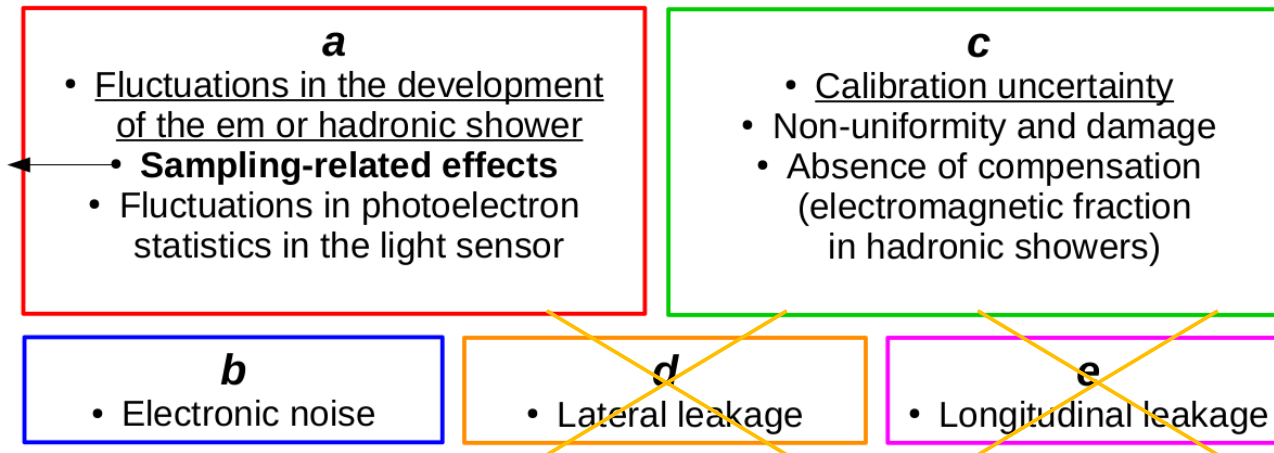 a
• Fluctuations in the development
of the em or hadronic shower
• Sampling-related effects
• Fluctuations in photoelectron
statistics in the light sensor
c
• Calibration uncertainty
• Non-uniformity and damage
• Absence of compensation
(electromagnetic fraction
in hadronic showers)
b
• Electronic noise
d
• Lateral leakage
e
• Longitudinal leakage